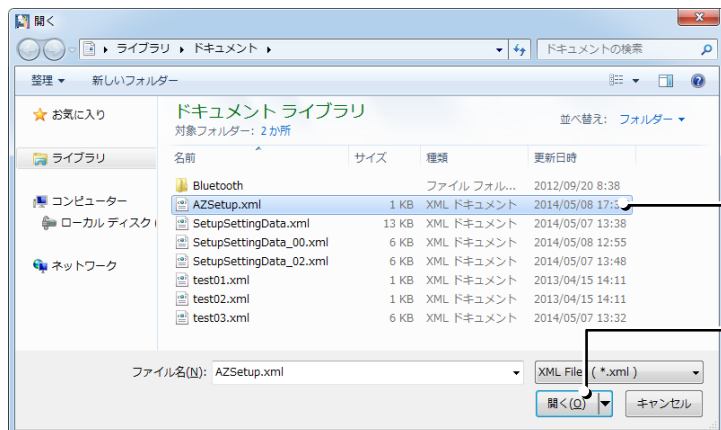 開く
ライブラリ ドキュメント
ドキュメントの検索
整理 新しいフォルダー
お気に入り
ライブラリ
コンピューター
ローカル ディスク
ネットワーク
ドキュメント ライブラリ
対象フォルダー: 2 か所
並べ替え: フォルダー
名前 サイズ 種類 更新日時
Bluetooth ファイル フォル... 2012/09/20 8:38
AZSetup.xml 1 KB XML ドキュメント 2014/05/08
SetupSettingData.xml 13 KB XML ドキュメント 2014/05/07 13:38
SetupSettingData_00.xml 6 KB XML ドキュメント 2014/05/08 12:55
SetupSettingData_02.xml 6 KB XML ドキュメント 2014/05/07 13:48
test01.xml 1 KB XML ドキュメント 2013/04/15 14:11
test02.xml 1 KB XML ドキュメント 2013/04/15 14:11
test03.xml 6 KB XML ドキュメント 2014/05/07 13:32
ファイル名(N): AZSetup.xml
XML File ( *.xml )
開く(O) キャンセル